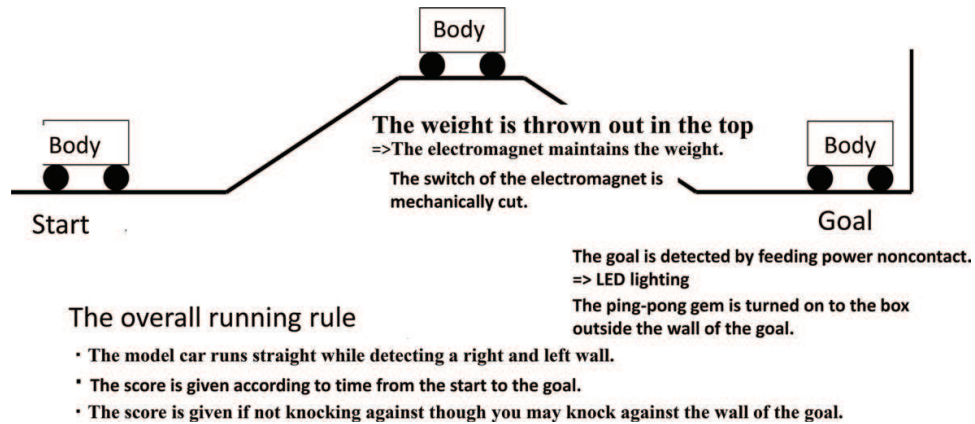 Body
Body
The weight is thrown out in the top
=>The electromagnet maintains the weight.
The switch of the electromagnet is
mechanically cut.
Body
Start
Goal
The goal is detected by feeding power noncontact.
=> LED lighting
The ping-pong gem is turned on to the box
outside the wall of the goal.
The overall running rule
・The model car runs straight while detecting a right and left wall.
・The score is given according to time from the start to the goal.
・The score is given if not knocking against though you may knock against the wall of the goal.